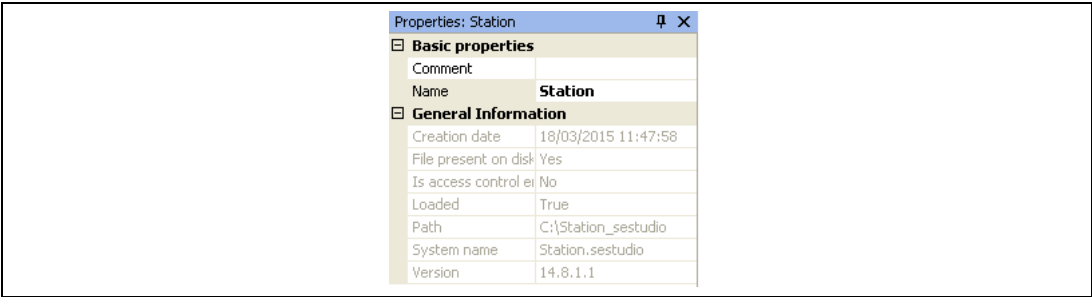 Properties: Station
Basic properties
Comment
Name Station
General Information
Creation date 18/03/2015 11:47:58
File present on disk Yes
Is access control er No
Loaded True
Path C:\Station_sestudio
System name Station.sestudio
Version 14.8.1.1